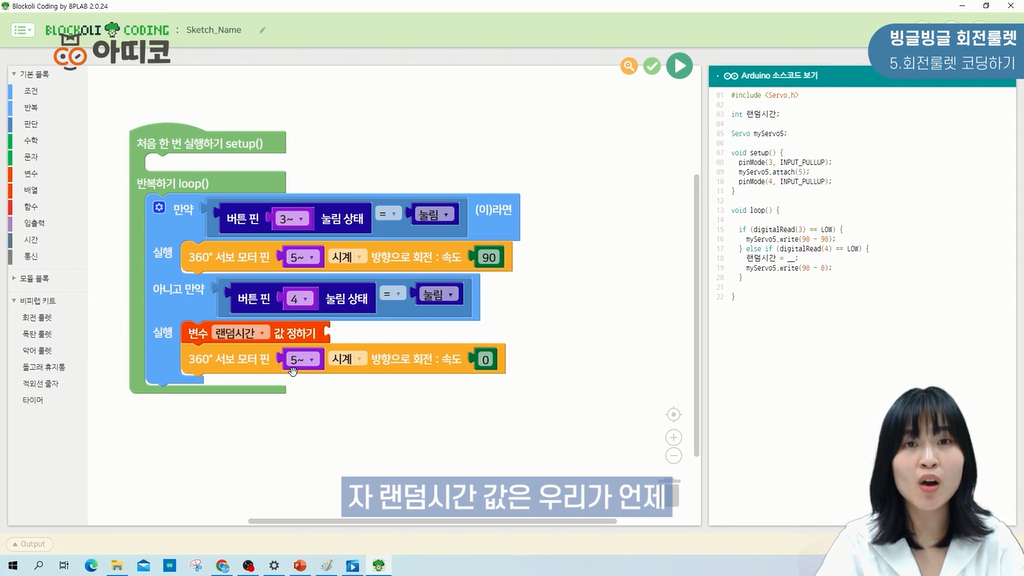 Blockoli Coding by BPLAB 2.0.24
BLOCKOLI CODING : Sketch_Name
아띠코
빙글빙글 회전룰렛
5.회전룰렛 코딩하기
기본 블록
조건
반복
판단
수학
문자
변수
배열
함수
입출력
시간
통신
모듈 블록
비피랩 키트
회전 룰렛
폭탄 룰렛
악어 룰렛
돌고래 휴지통
적외선 줄자
타이머
처음 한 번 실행하기 setup()
반복하기 loop()
만약 버튼 핀 3~ 눌림 상태 = 눌림 (이)라면
실행 360° 서보 모터 핀 5~ 시계 방향으로 회전 : 속도 90
아니고 만약 버튼 핀 4 눌림 상태 = 눌림
실행 변수 랜덤시간 값 정하기
360° 서보 모터 핀 5~ 시계 방향으로 회전 : 속도 0
Arduino 소스코드 보기
01 #include <Servo.h>
02
03 int 랜덤시간;
04
05 Servo myServo5;
06
07 void setup() {
08 pinMode(3, INPUT_PULLUP);
09 myServo5.attach(5);
10 pinMode(4, INPUT_PULLUP);
11 }
12
13 void loop() {
14
15 if (digitalRead(3) == LOW) {
16 myServo5.write(90 - 90);
17 } else if (digitalRead(4) == LOW) {
18 랜덤시간 = __;
19 myServo5.write(90 - 0);
20 }
21
22 }
자 랜덤시간 값은 우리가 언제
Output